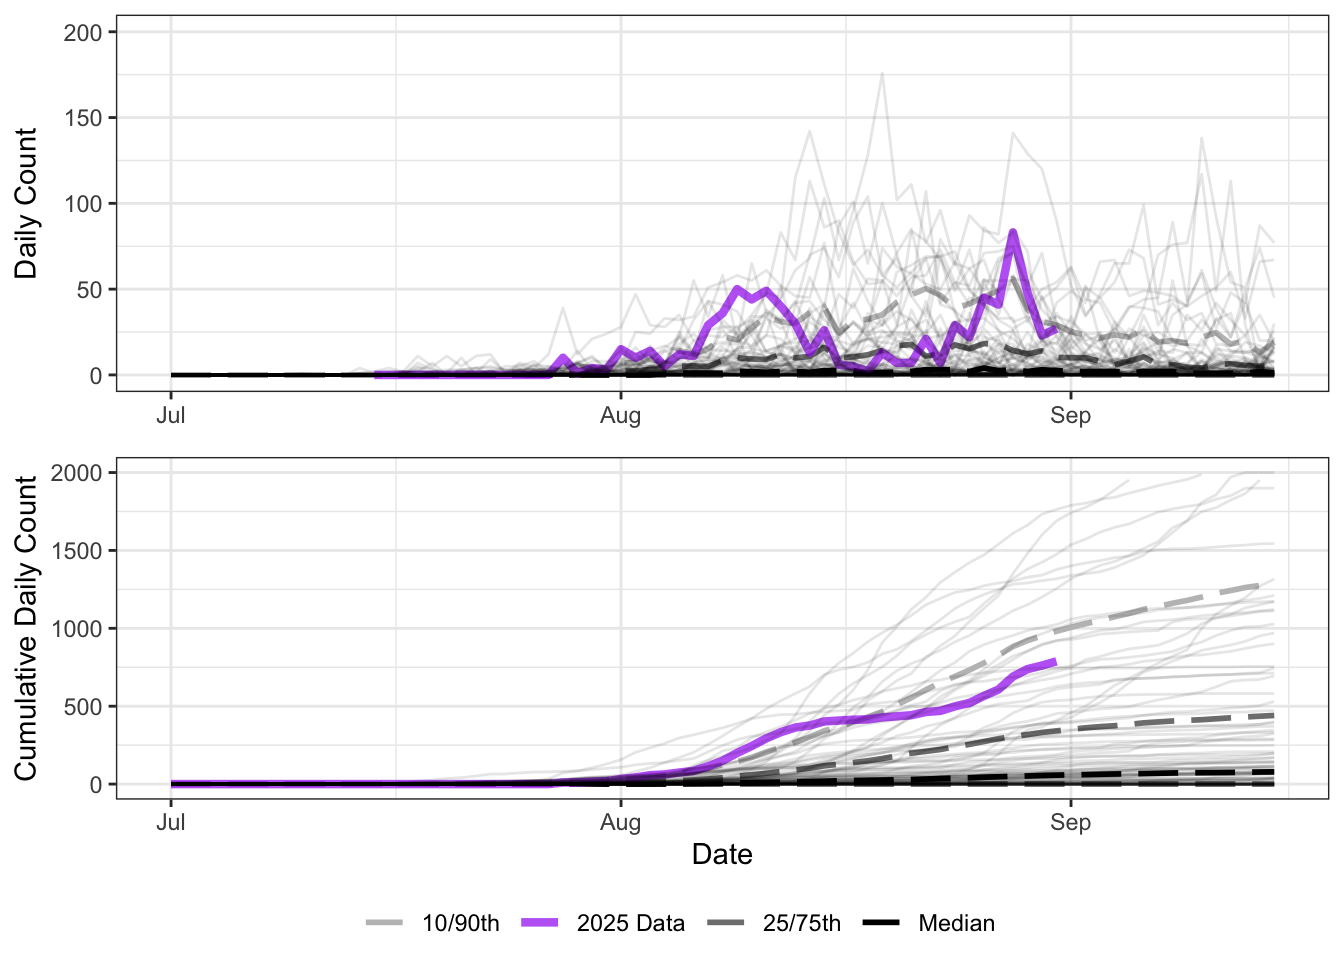 200
150
100
50
0
Daily Count
Jul Aug Sep
2000
1500
1000
500
0
Cumulative Daily Count
Jul Aug Sep
Date
10/90th 2025 Data 25/75th Median